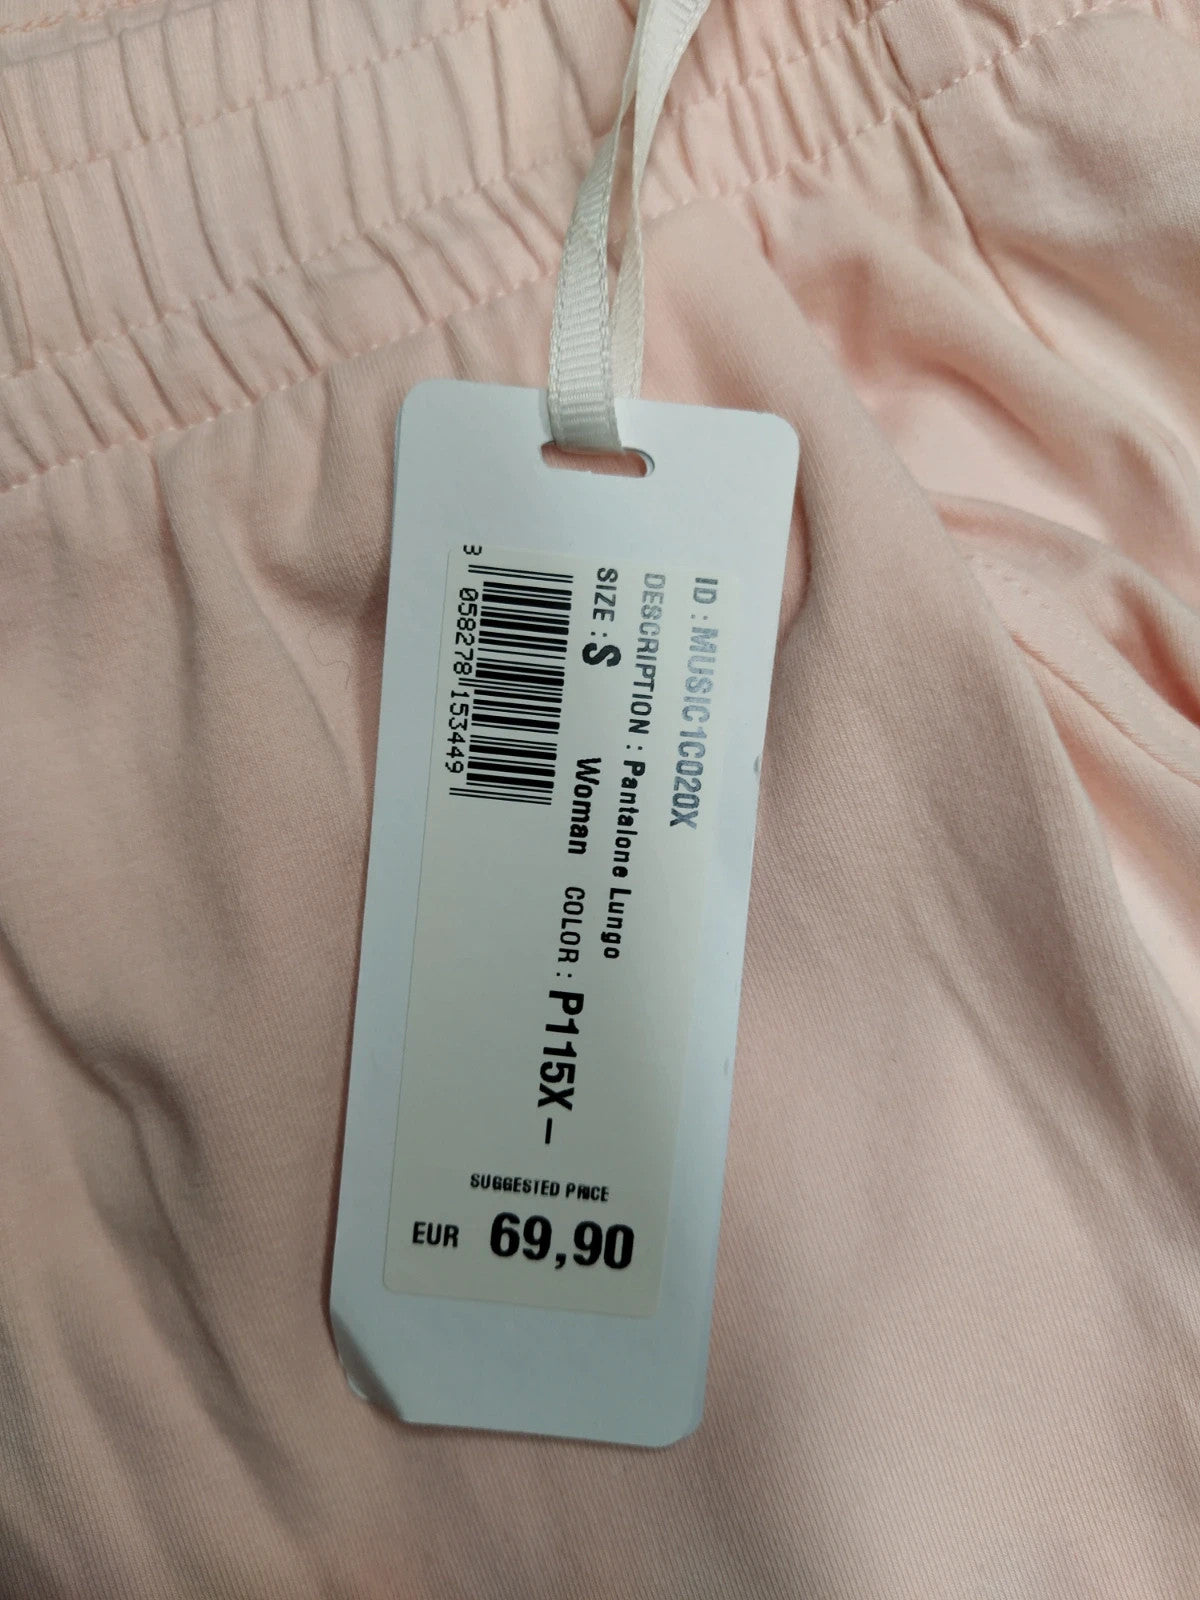 ID : MUSIC1C020X
DESCRIPTION : Pantalone Lungo
SIZE : S Woman COLOR : P115X -
3 058278 153449
SUGGESTED PRICE
EUR 69,90